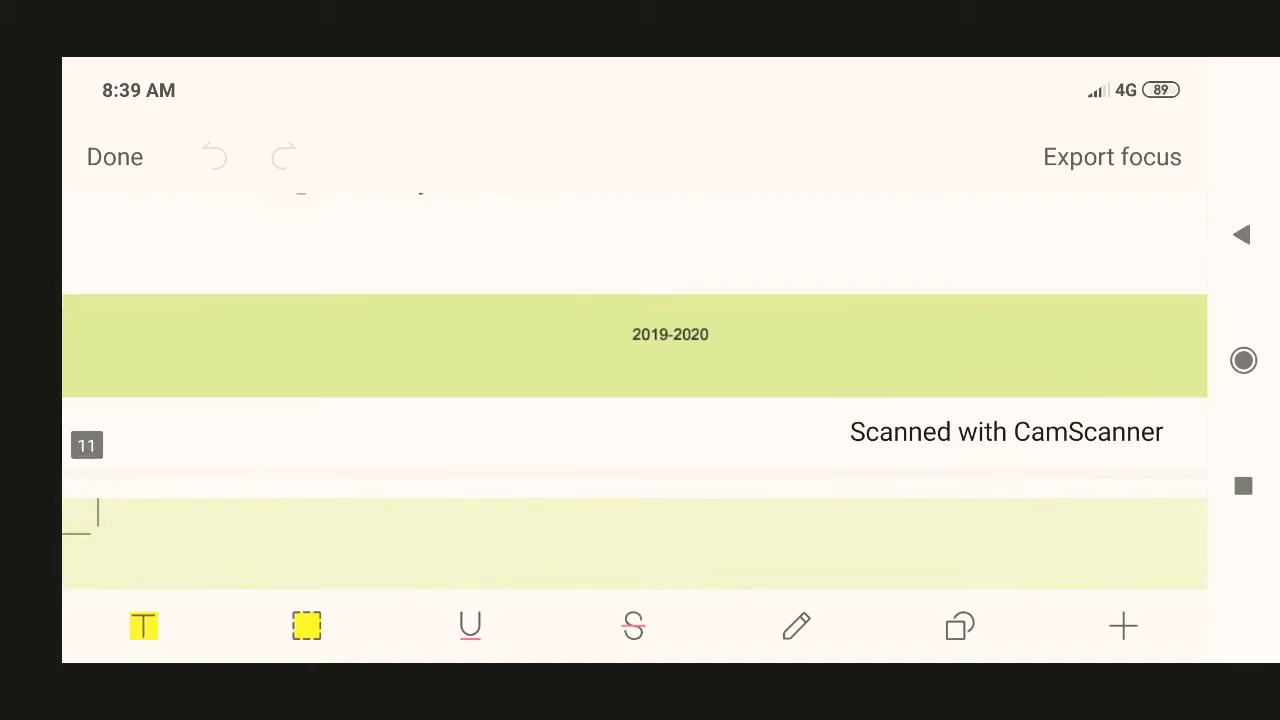 8:39 AM
4G 89
Done
Export focus
2019-2020
Scanned with CamScanner
11
T
U
S